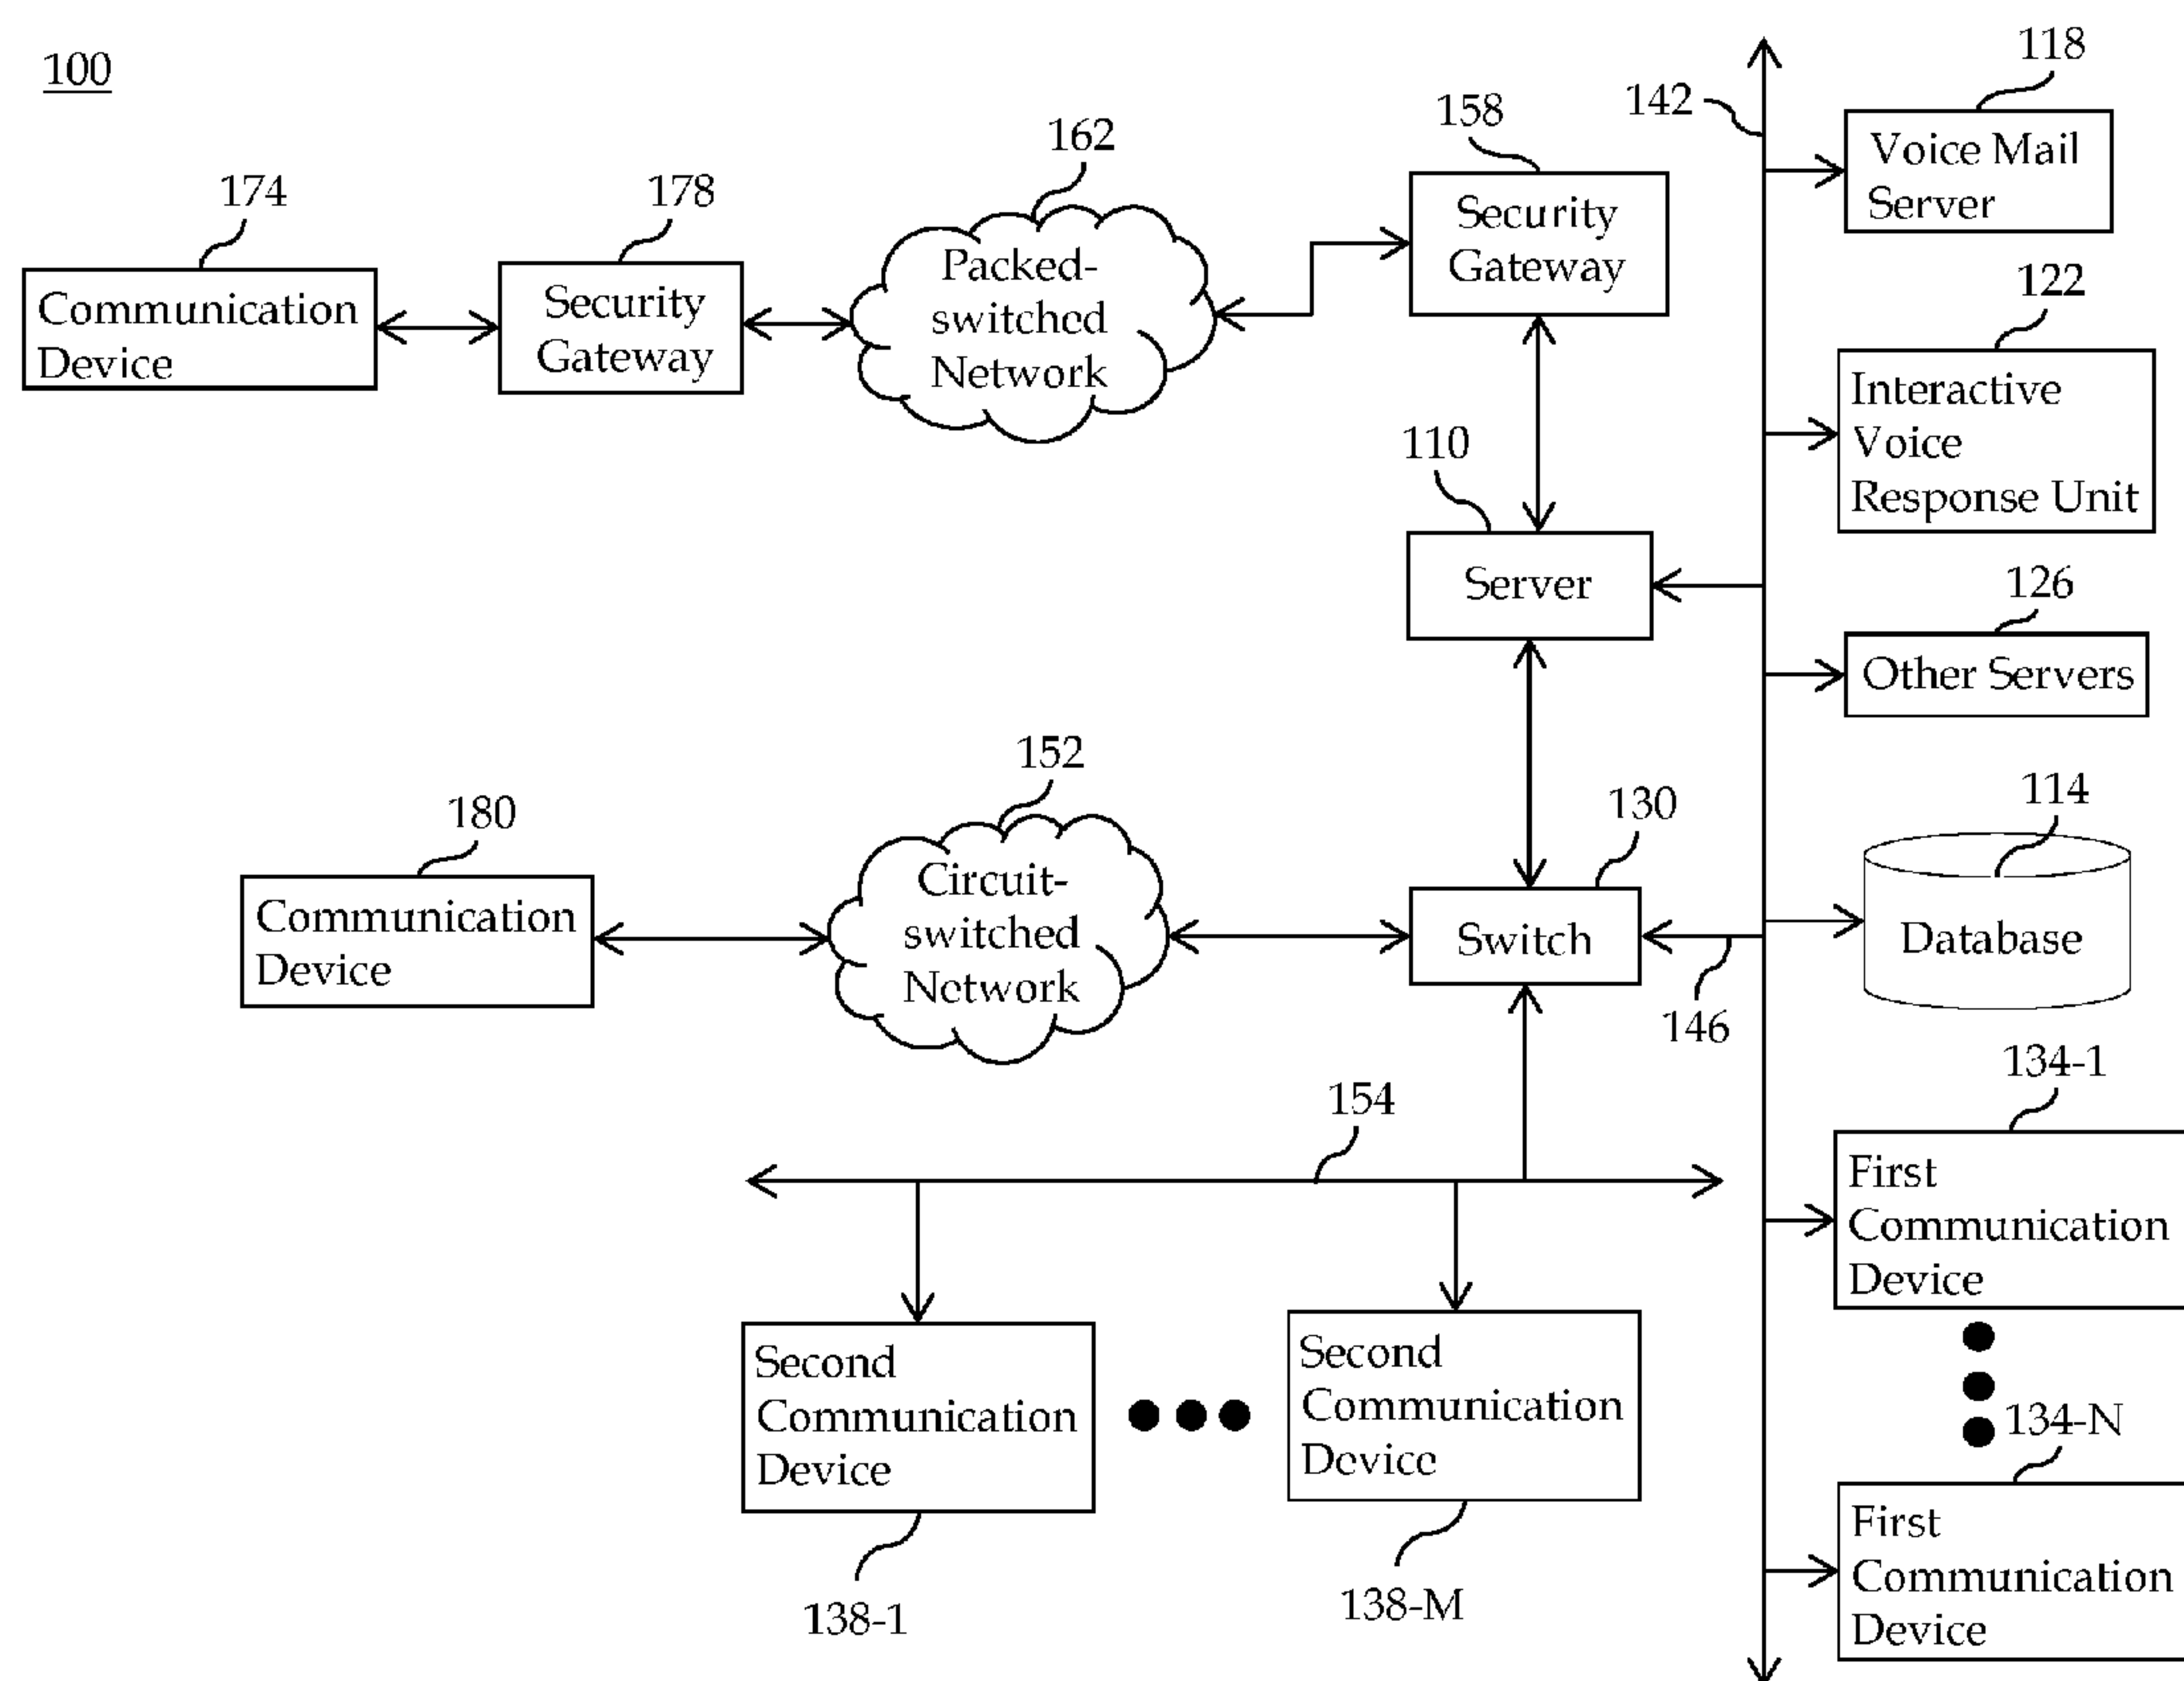 100
174
Communication
Device
178
Security
Gateway
162
Packed-
switched
Network
158
Security
Gateway
142
118
Voice Mail
Server
122
Interactive
Voice
Response Unit
110
Server
126
Other Servers
180
Communication
Device
152
Circuit-
switched
Network
130
Switch
146
114
Database
154
134-1
First
Communication
Device
134-N
First
Communication
Device
Second
Communication
Device
138-1
Second
Communication
Device
138-M